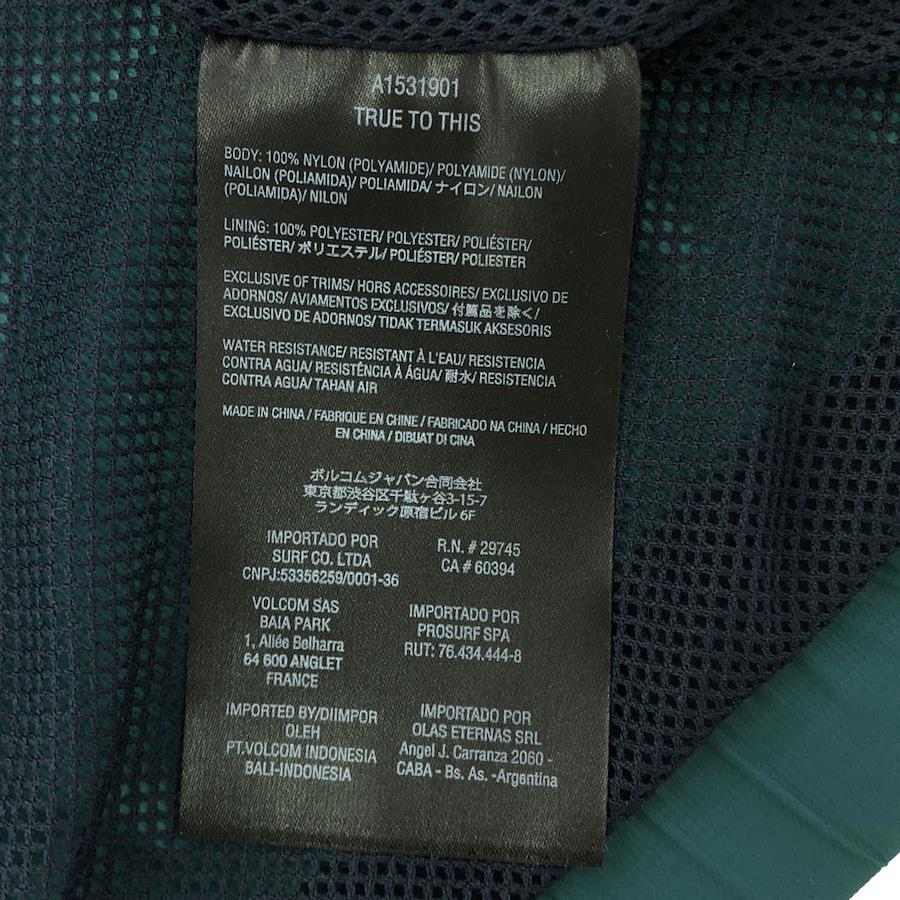 A1531901
TRUE TO THIS
BODY: 100% NYLON (POLYAMIDE)/ POLYAMIDE (NYLON)/
NAILON (POLIAMIDA)/ POLIAMIDA/ ナイロン/ NAILON
(POLIAMIDA)/ NILON
LINING: 100% POLYESTER/ POLYESTER/ POLIÉSTER/
POLIÉSTER/ ポリエステル/ POLIÉSTER/ POLIESTER
EXCLUSIVE OF TRIMS/ HORS ACCESSOIRES/ EXCLUSIVO DE
ADORNOS/ AVIAMENTOS EXCLUSIVOS/ 付属品を除く/
EXCLUSIVO DE ADORNOS/ TIDAK TERMASUK AKSESORIS
WATER RESISTANCE/ RESISTANT À L'EAU/ RESISTENCIA
CONTRA AGUA/ RESISTÊNCIA À ÁGUA/ 耐水/ RESISTENCIA
CONTRA AGUA/ TAHAN AIR
MADE IN CHINA / FABRIQUE EN CHINE / FABRICADO NA CHINA / HECHO
EN CHINA / DIBUAT DI CINA
ボルコムジャパン合同会社
東京都渋谷区千駄ヶ谷3-15-7
ランディック原宿ビル 6F
IMPORTADO POR
SURF CO. LTDA
CNPJ:53356259/0001-36
R.N. # 29745
CA # 60394
VOLCOM SAS
BAIA PARK
1, Allée Belharra
64 600 ANGLET
FRANCE
IMPORTADO POR
PROSURF SPA
RUT: 76.434.444-8
IMPORTED BY/DIIMPOR
OLEH
PT.VOLCOM INDONESIA
BALI-INDONESIA
IMPORTADO POR
OLAS ETERNAS SRL
Angel J. Carranza 2060 -
CABA - Bs. As. -Argentina